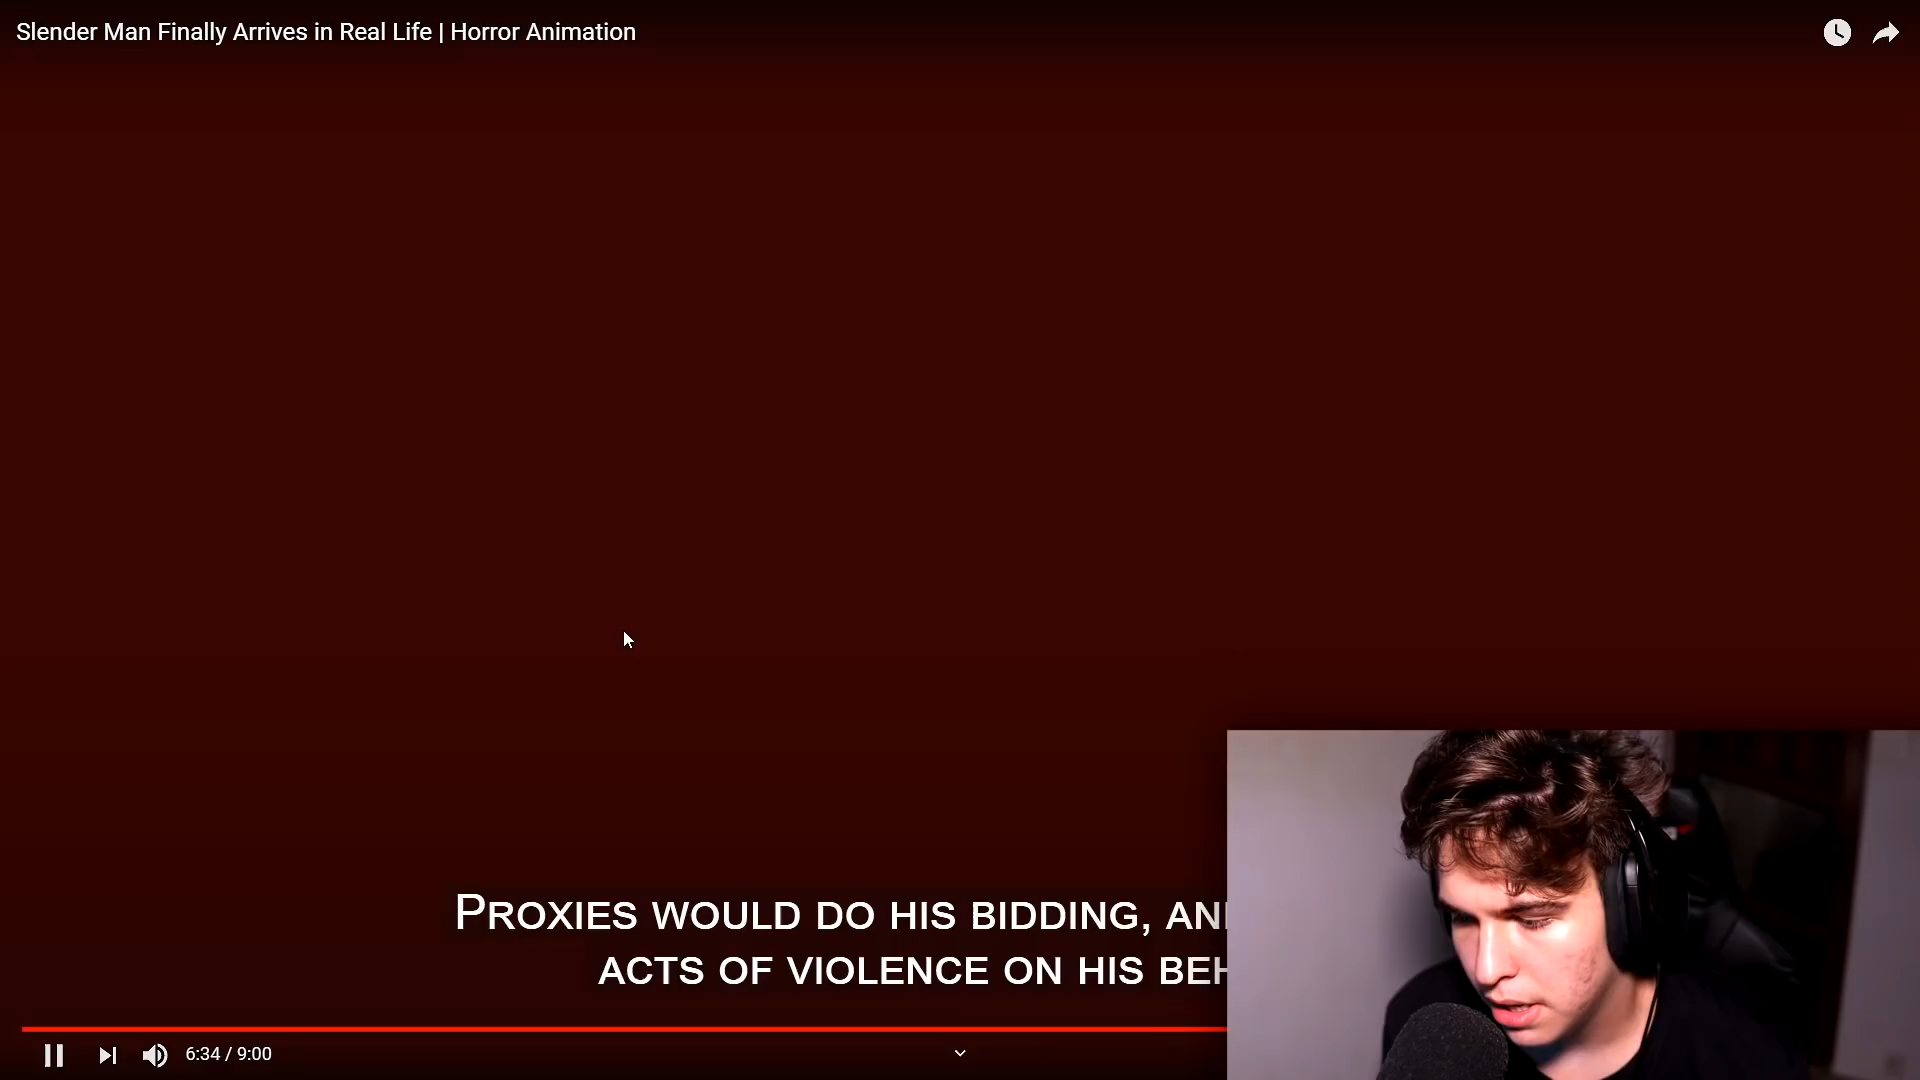 Slender Man Finally Arrives in Real Life | Horror Animation
PROXIES WOULD DO HIS BIDDING,
ACTS OF VIOLENCE ON HIS
6:34 / 9:00